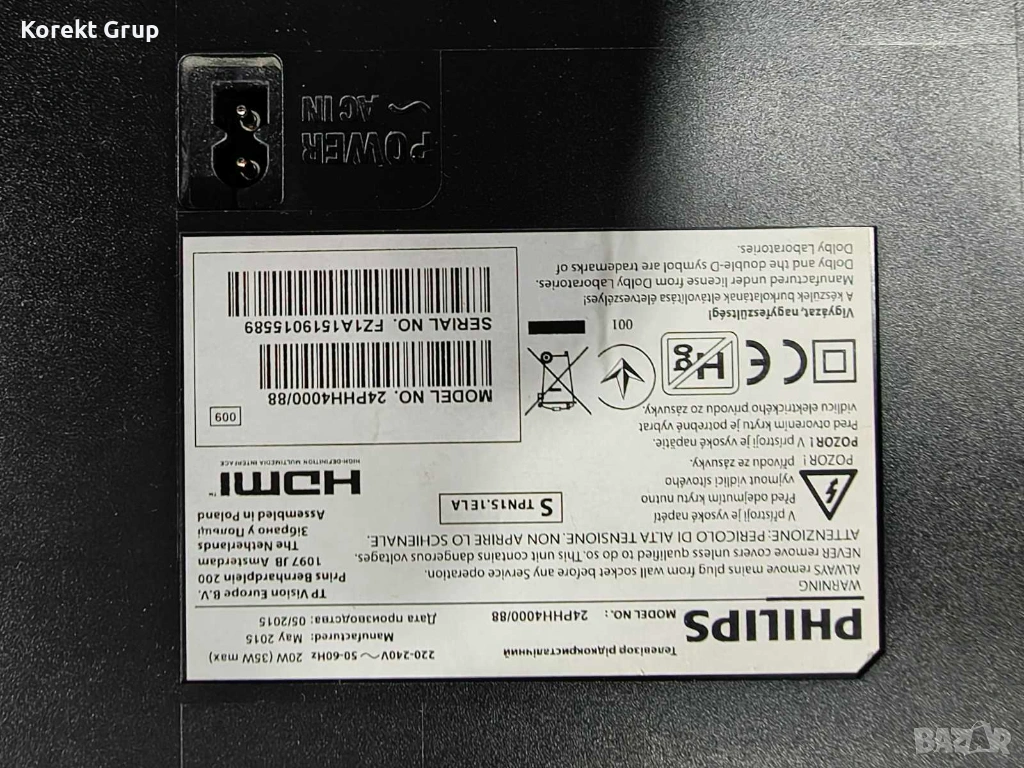 Korekt Grup
POWER
AC IN
Телевізор рідкокристалічний
PHILIPS
MODEL NO.: 24PHH4000/88
220-240V~ 50-60Hz 20W (35W max)
Manufactured: May 2015
Дата производства: 05/2015
WARNING
ALWAYS remove mains plug from wall socket before any Service operation.
NEVER remove covers unless qualified to do so. This unit contains dangerous voltages.
ATTENZIONE: PERICOLO DI ALTA TENSIONE. NON APRIRE LO SCHIENALE.
TP Vision Europe B.V.
Prins Bernhardplein 200
1097 JB Amsterdam
The Netherlands
Зібрано у Польщі
Assembled in Poland
V přístroji je vysoké napětí
Před odejmutím krytu nutno
vyjmout vidlici síťového
přívodu ze zásuvky.
S TPN15.1ELA
HDMI™
HIGH-DEFINITION MULTIMEDIA INTERFACE
POZOR!
POZOR! V prístroji je vysoké napätie.
Pred otvorením krytu je potrebné vybrať
vidlicu elektrického prívodu zo zásuvky.
CE
Hg
001
MODEL NO. 24PHH4000/88
009
SERIAL NO. FZ1A1519015589
Vigyázat, nagyfeszültség!
A készülék burkolatának eltávolítása életveszélyes!
Manufactured under license from Dolby Laboratories.
Dolby and the double-D symbol are trademarks of
Dolby Laboratories.
BAZAR